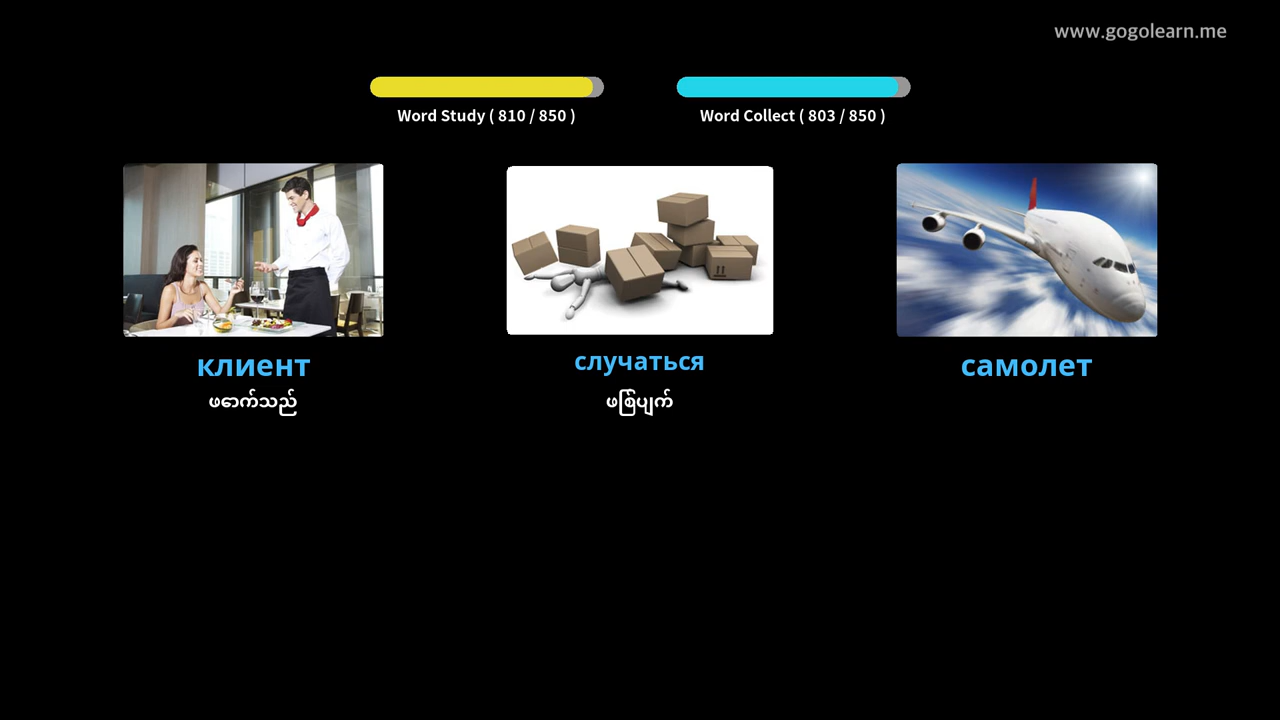 www.gogolearn.me
Word Study ( 810 / 850 )
Word Collect ( 803 / 850 )
клиент
случаться
самолет
ဖောက်သည်
ဖြစ်ပျက်